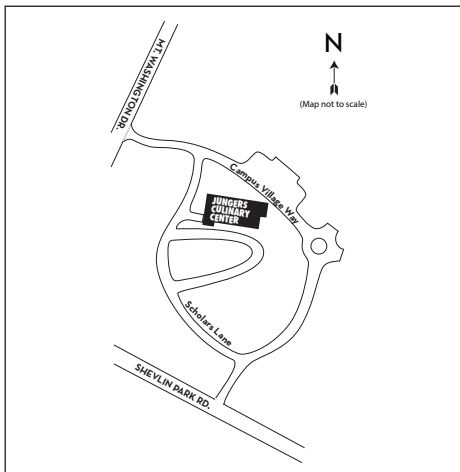 MT. WASHINGTON DR.
N
(Map not to scale)
Campus Village Way
JUNGERS
CULINARY
CENTER
Scholars Lane
SHEVLIN PARK RD.